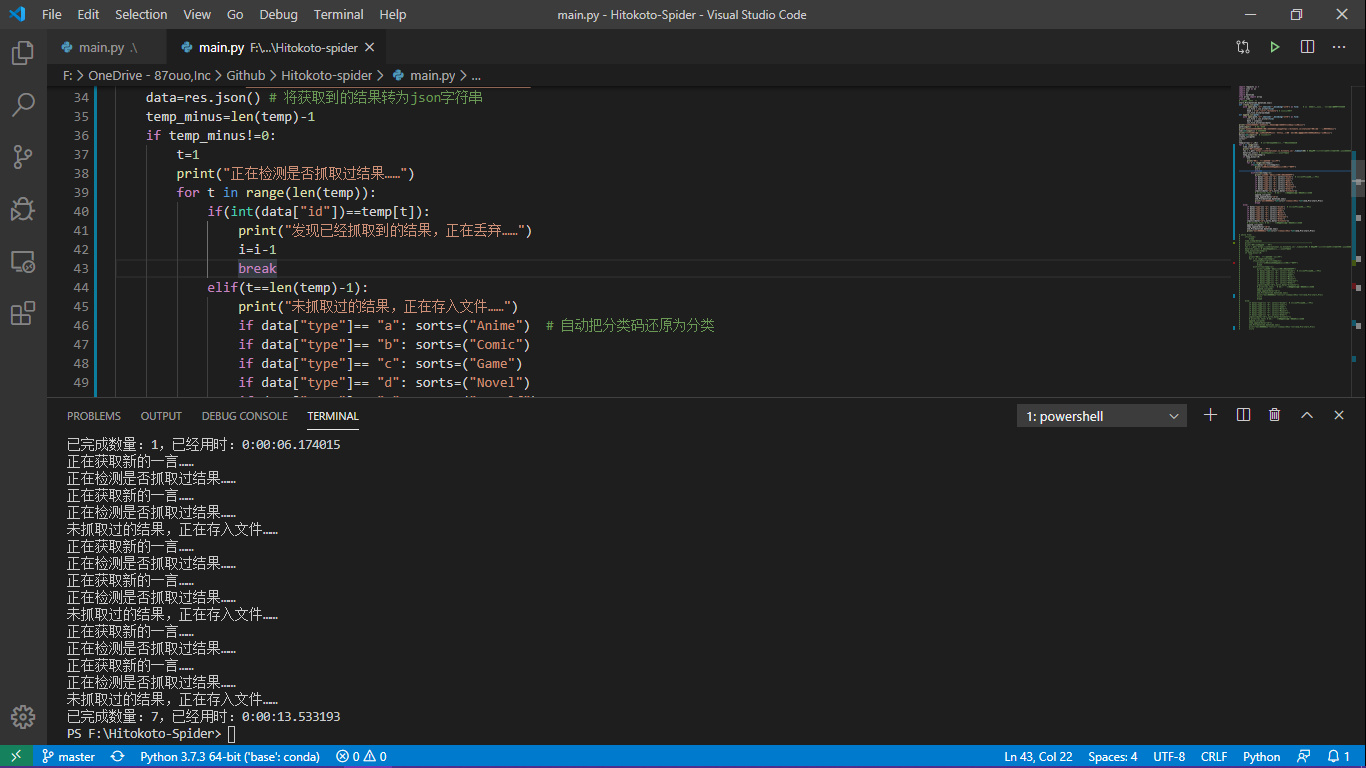 File Edit Selection View Go Debug Terminal Help main.py - Hitokoto-Spider - Visual Studio Code
main.py .\ main.py F:\...\Hitokoto-spider
F: > OneDrive - 87ouo,Inc > Github > Hitokoto-spider > main.py > ...
34 data=res.json() # 将获取到的结果转为json字符串
35 temp_minus=len(temp)-1
36 if temp_minus!=0:
37 t=1
38 print("正在检测是否抓取过结果……")
39 for t in range(len(temp)):
40 if(int(data["id"])==temp[t]):
41 print("发现已经抓取到的结果，正在丢弃……")
42 i=i-1
43 break
44 elif(t==len(temp)-1):
45 print("未抓取过的结果，正在存入文件……")
46 if data["type"]== "a": sorts=("Anime") # 自动把分类码还原为分类
47 if data["type"]== "b": sorts=("Comic")
48 if data["type"]== "c": sorts=("Game")
49 if data["type"]== "d": sorts=("Novel")
PROBLEMS OUTPUT DEBUG CONSOLE TERMINAL 1: powershell
已完成数量：1，已经用时：0:00:06.174015
正在获取新的一言……
正在检测是否抓取过结果……
正在获取新的一言……
正在检测是否抓取过结果……
未抓取过的结果，正在存入文件……
正在获取新的一言……
正在检测是否抓取过结果……
正在获取新的一言……
正在检测是否抓取过结果……
未抓取过的结果，正在存入文件……
正在获取新的一言……
正在检测是否抓取过结果……
正在获取新的一言……
正在检测是否抓取过结果……
未抓取过的结果，正在存入文件……
已完成数量：7，已经用时：0:00:13.533193
PS F:\Hitokoto-Spider>
master Python 3.7.3 64-bit ('base': conda) 0 0 Ln 43, Col 22 Spaces: 4 UTF-8 CRLF Python 1